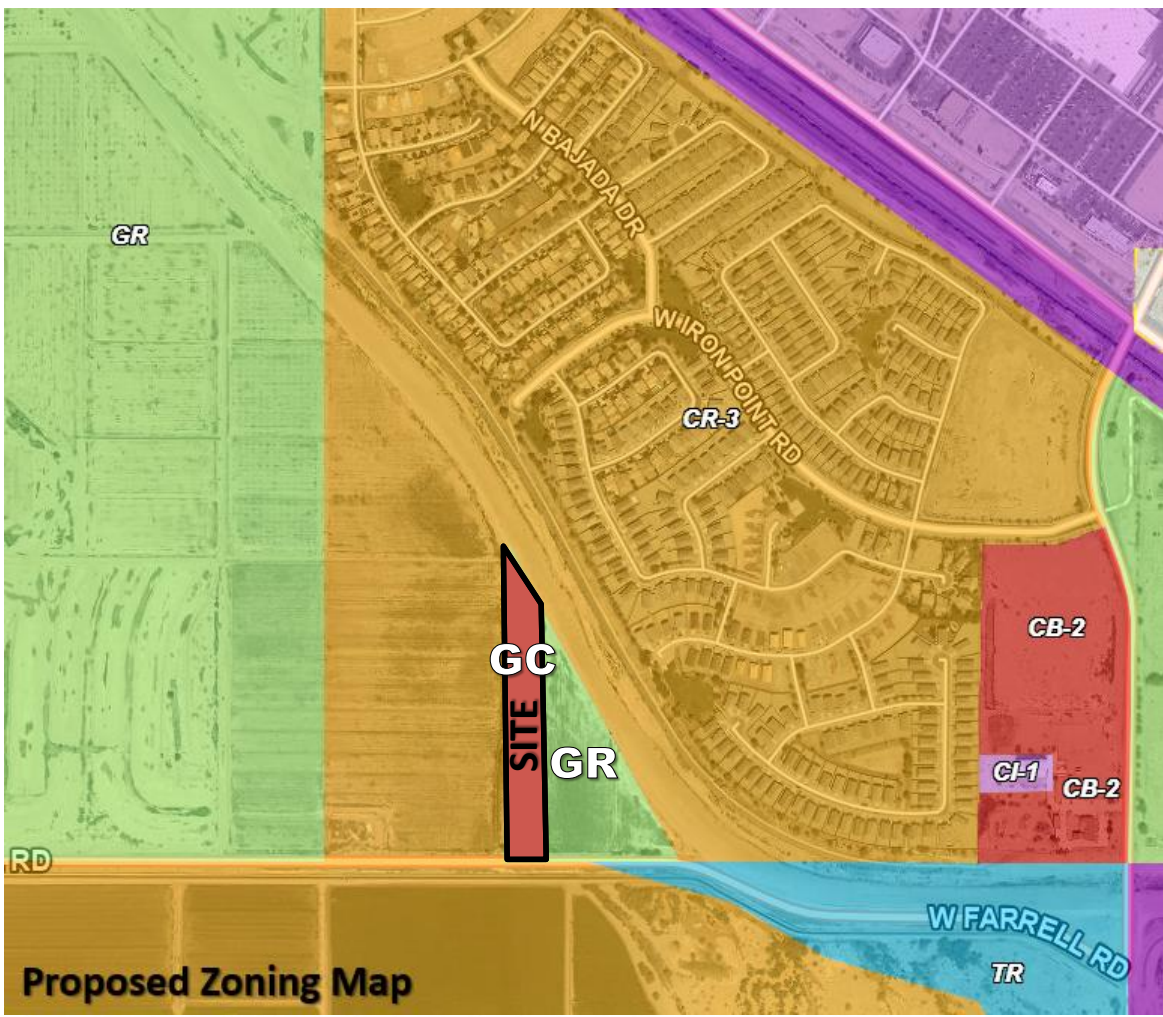 N BAJADA DR
GR
W IRON POINT RD
CR-3
CB-2
GC
SITE
GR
CI-1
CB-2
RD
W FARRELL RD
TR
Proposed Zoning Map